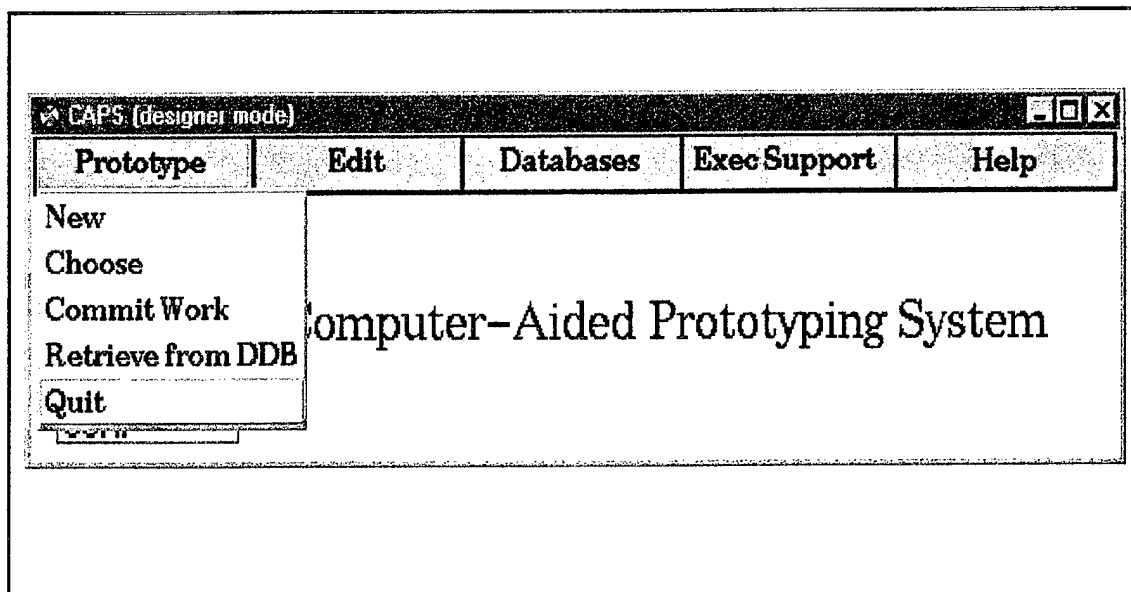 CAPS (designer mode)
Prototype Edit Databases Exec Support Help
New
Choose
Commit Work
omputer-Aided Prototyping System
Retrieve from DDB
Quit